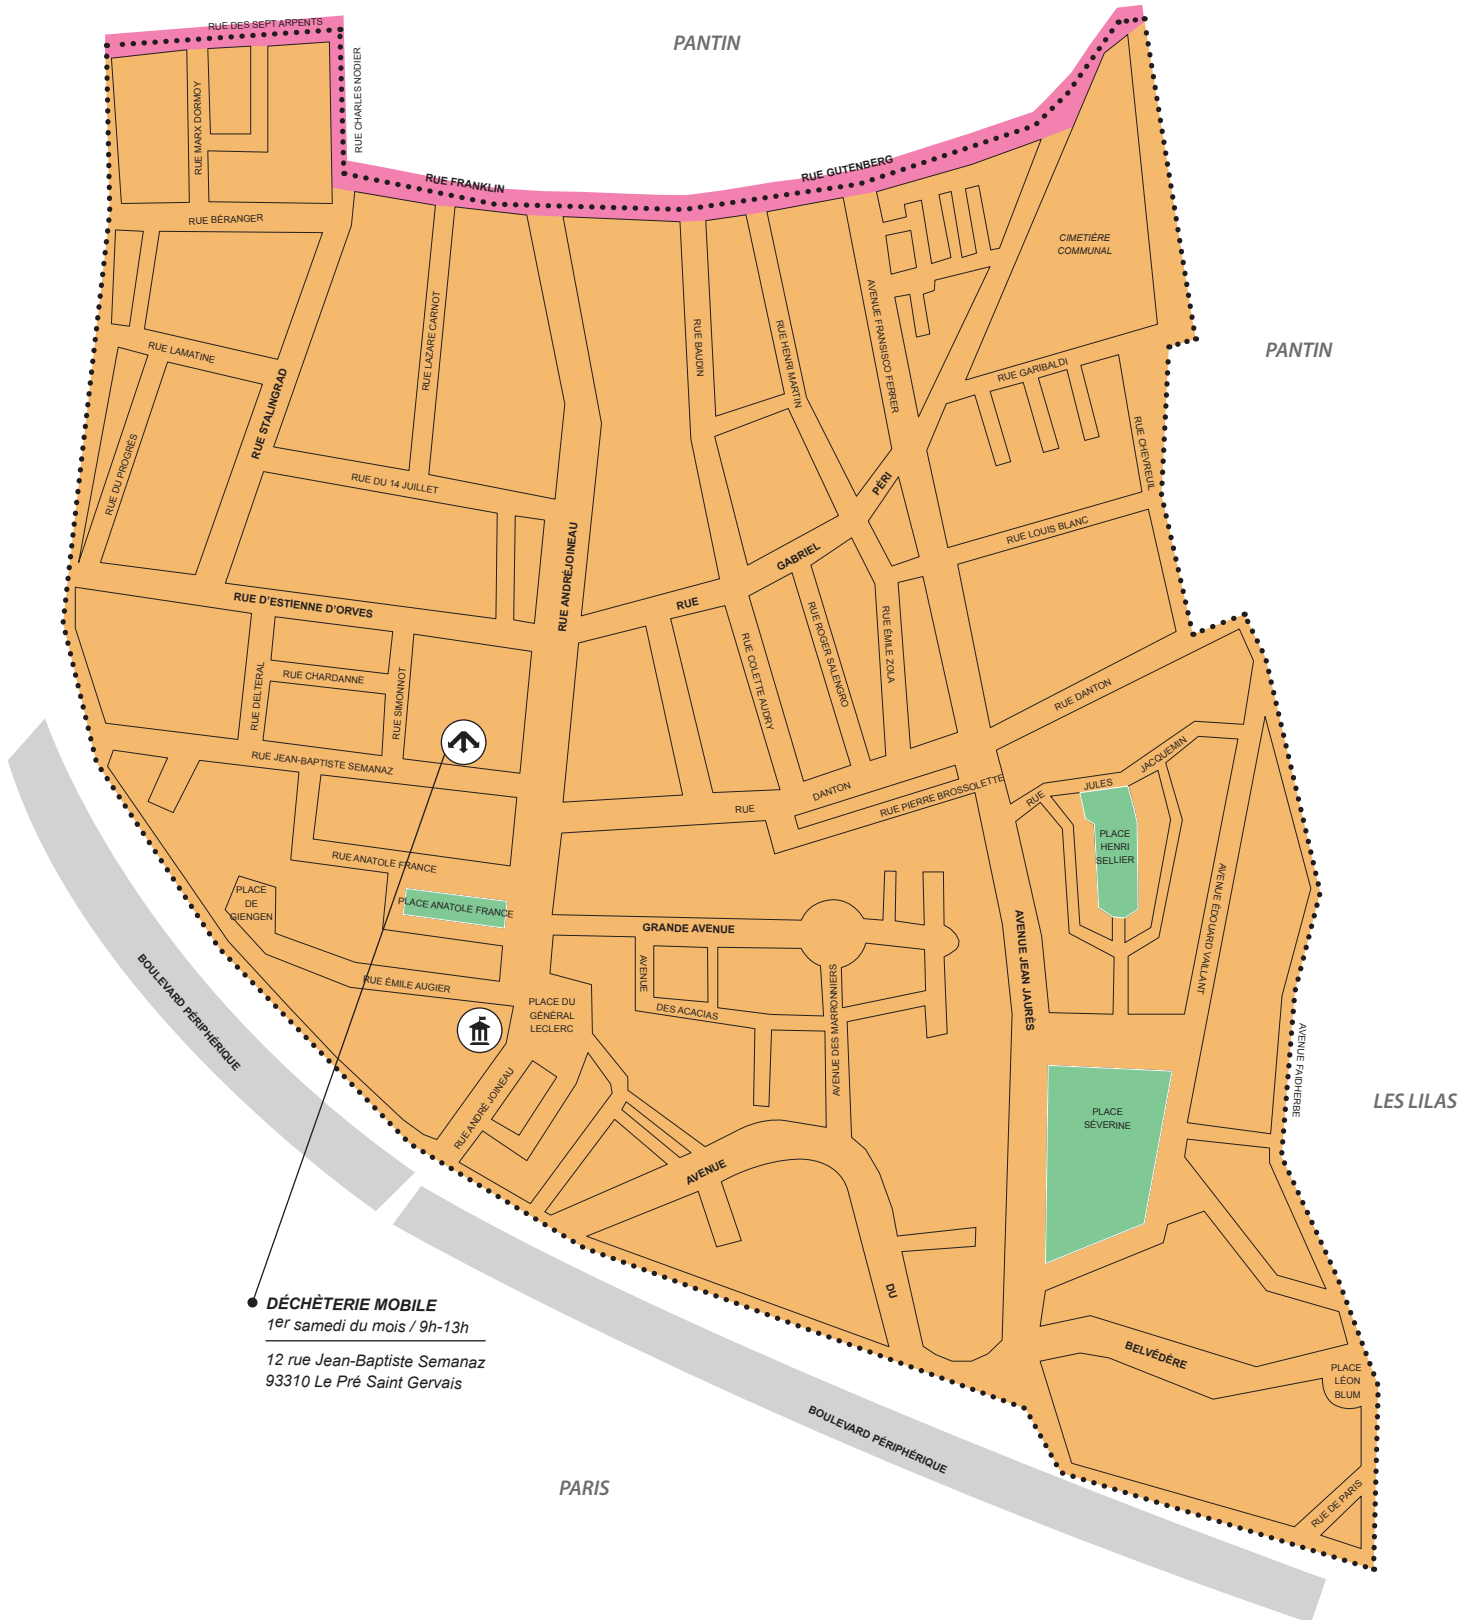 RUE DES SEPT ARPENTS
PANTIN
RUE CHARLES NODIER
RUE MARX DORMOY
RUE FRANKLIN
RUE GUTENBERG
RUE BÉRANGER
CIMETIÈRE
COMMUNAL
RUE LAMATINE
RUE LAZARE CARNOT
RUE BAUDIN
RUE HENRI MARTIN
AVENUE FRANSISCO FERRER
PANTIN
RUE GARIBALDI
RUE STALINGRAD
RUE DU PROGRÈS
RUE DU 14 JUILLET
RUE CHEVREUIL
RUE LOUIS BLANC
RUE ANDRÉJOINEAU
RUE
GABRIEL
PÉRI
RUE D'ESTIENNE D'ORVES
RUE DELTERAL
RUE CHARDANNE
RUE SIMONNOT
RUE COLETTE AUDRY
RUE ROGER SALENGRO
RUE ÉMILE ZOLA
RUE DANTON
RUE JEAN-BAPTISTE SEMANAZ
RUE
DANTON
RUE PIERRE BROSSOLETTE
RUE
JULES
JACQUEMIN
PLACE
HENRI
SELLIER
RUE ANATOLE FRANCE
PLACE
DE
GIENGEN
PLACE ANATOLE FRANCE
GRANDE AVENUE
AVENUE JEAN JAURÈS
AVENUE ÉDOUARD VAILLANT
BOULEVARD PÉRIPHÉRIQUE
RUE ÉMILE AUGIER
PLACE DU
GÉNÉRAL
LECLERC
AVENUE
DES ACACIAS
AVENUE DES MARRONNIERS
AVENUE FAIDHERBE
LES LILAS
RUE ANDRÉ JOINEAU
PLACE
SÉVERINE
AVENUE
DU
BELVÉDÈRE
DÉCHÈTERIE MOBILE
1er samedi du mois / 9h-13h
12 rue Jean-Baptiste Semanaz
93310 Le Pré Saint Gervais
PLACE
LÉON
BLUM
BOULEVARD PÉRIPHÉRIQUE
PARIS
RUE DE PARIS